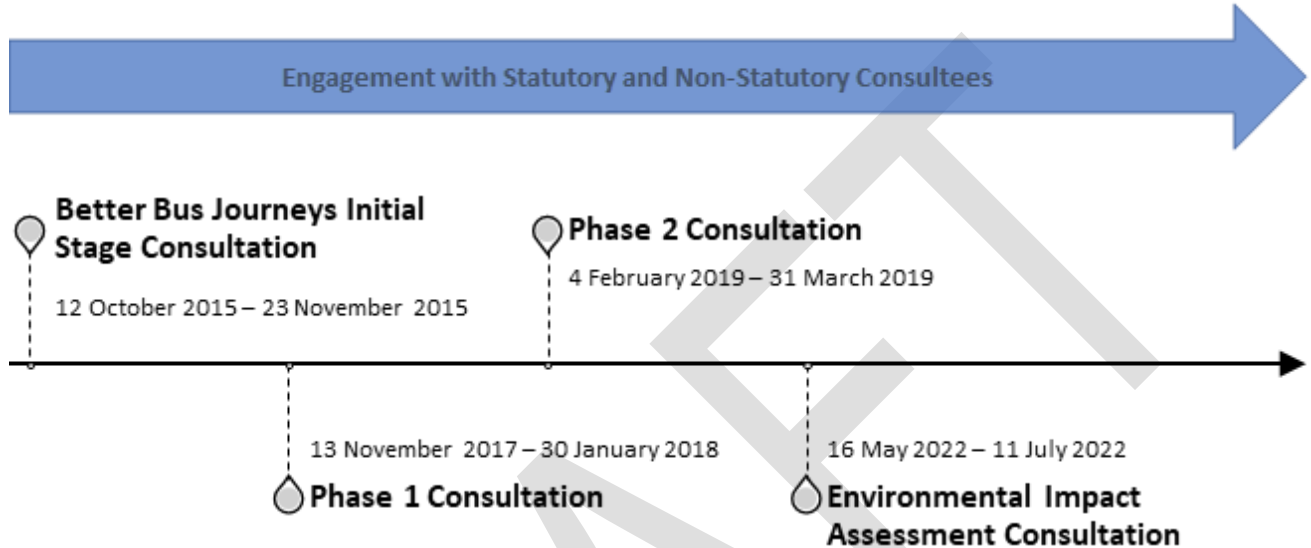 Engagement with Statutory and Non-Statutory Consultees
Better Bus Journeys Initial
Stage Consultation
12 October 2015 – 23 November 2015
Phase 2 Consultation
4 February 2019 – 31 March 2019
13 November 2017 – 30 January 2018
Phase 1 Consultation
16 May 2022 – 11 July 2022
Environmental Impact
Assessment Consultation